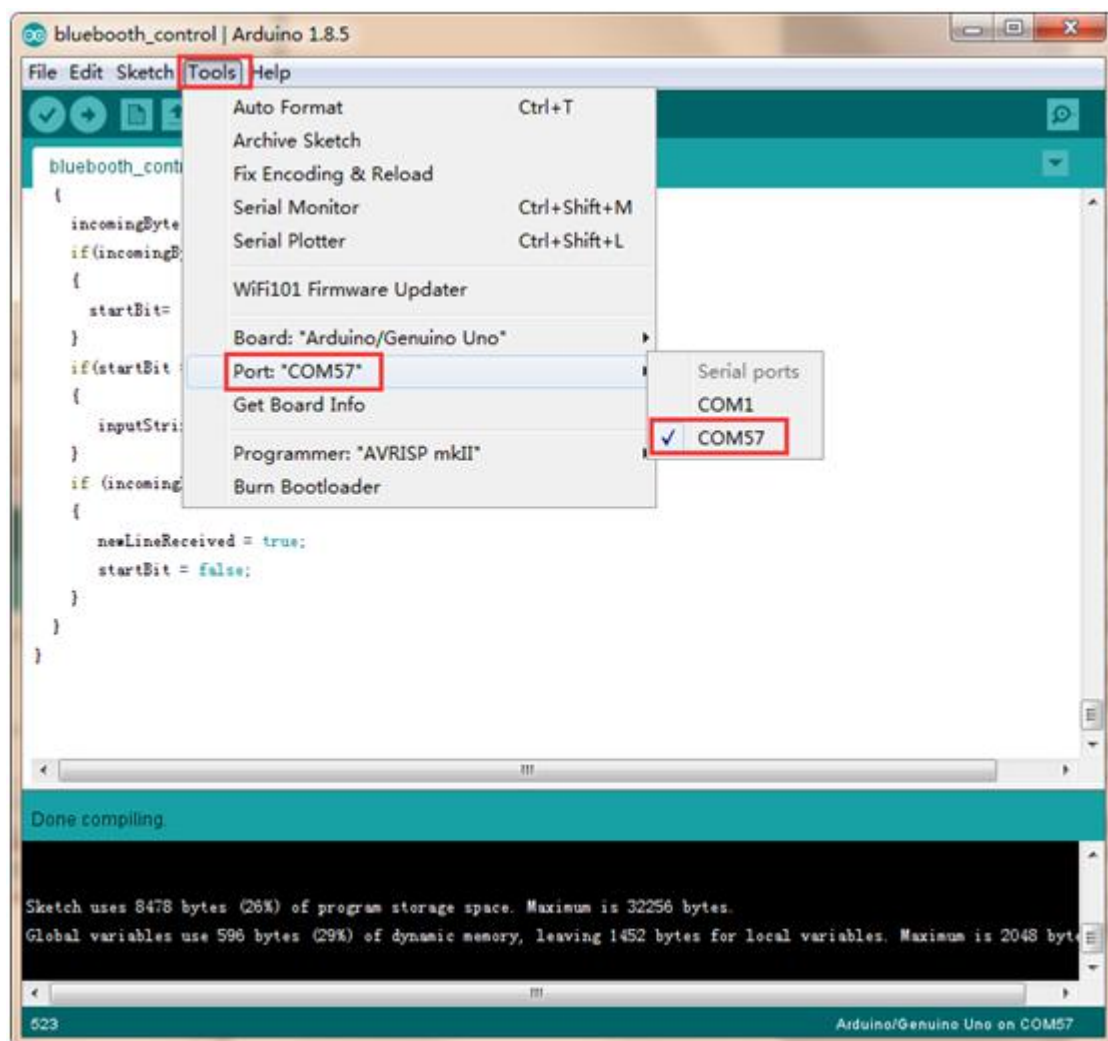 bluebooth_control | Arduino 1.8.5
File Edit Sketch Tools Help
Auto Format Ctrl+T
Archive Sketch
Fix Encoding & Reload
Serial Monitor Ctrl+Shift+M
Serial Plotter Ctrl+Shift+L
WiFi101 Firmware Updater
Board: "Arduino/Genuino Uno"
Port: "COM57"
Get Board Info
Programmer: "AVRISP mkII"
Burn Bootloader
Serial ports
COM1
✓ COM57
bluebooth_cont
{
incomingByte
if(incomingB
{
startBit=
}
if(startBit
{
inputStri
}
if (incoming
{
newLineReceived = true;
startBit = false;
}
}
}
Done compiling.
Sketch uses 8478 bytes (26%) of program storage space. Maximum is 32256 bytes.
Global variables use 596 bytes (29%) of dynamic memory, leaving 1452 bytes for local variables. Maximum is 2048 byt
523 Arduino/Genuino Uno on COM57